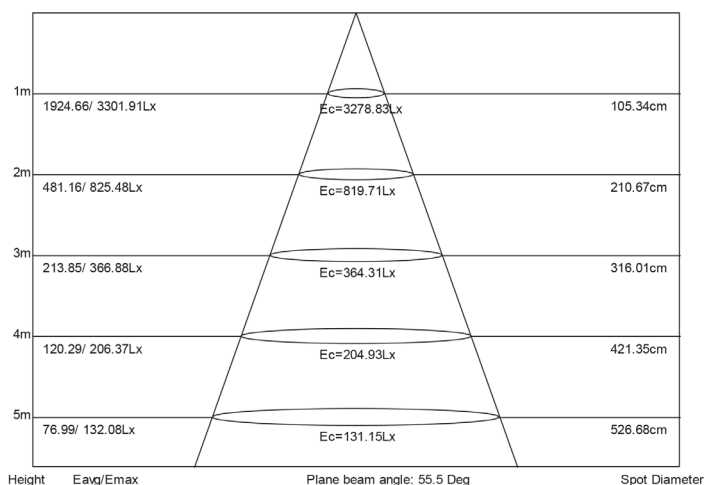 1m
1924.66/ 3301.91Lx
Ec=3278.83Lx
105.34cm
2m
481.16/ 825.48Lx
Ec=819.71Lx
210.67cm
3m
213.85/ 366.88Lx
Ec=364.31Lx
316.01cm
4m
120.29/ 206.37Lx
Ec=204.93Lx
421.35cm
5m
76.99/ 132.08Lx
Ec=131.15Lx
526.68cm
Height Eavg/Emax Plane beam angle: 55.5 Deg Spot Diameter